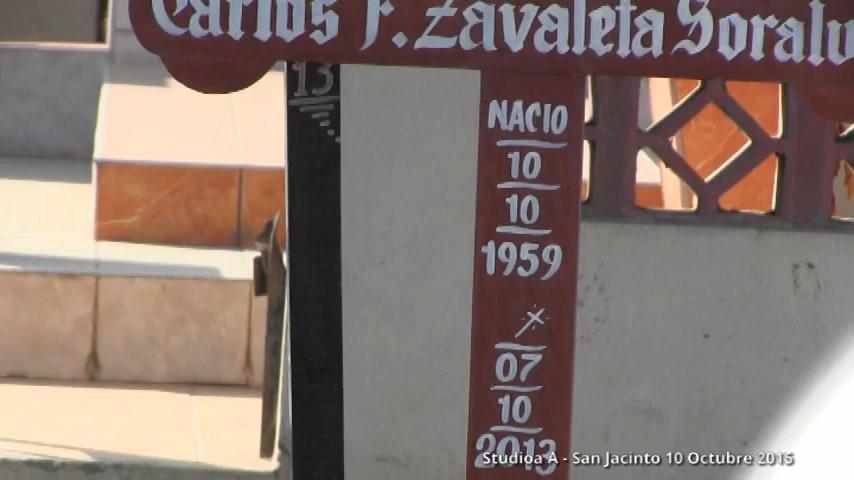 Carlos F. Zavaleta Soralu
13
NACIO
10
10
1959
07
10
2013
Studioa A - San Jacinto 10 Octubre 2015